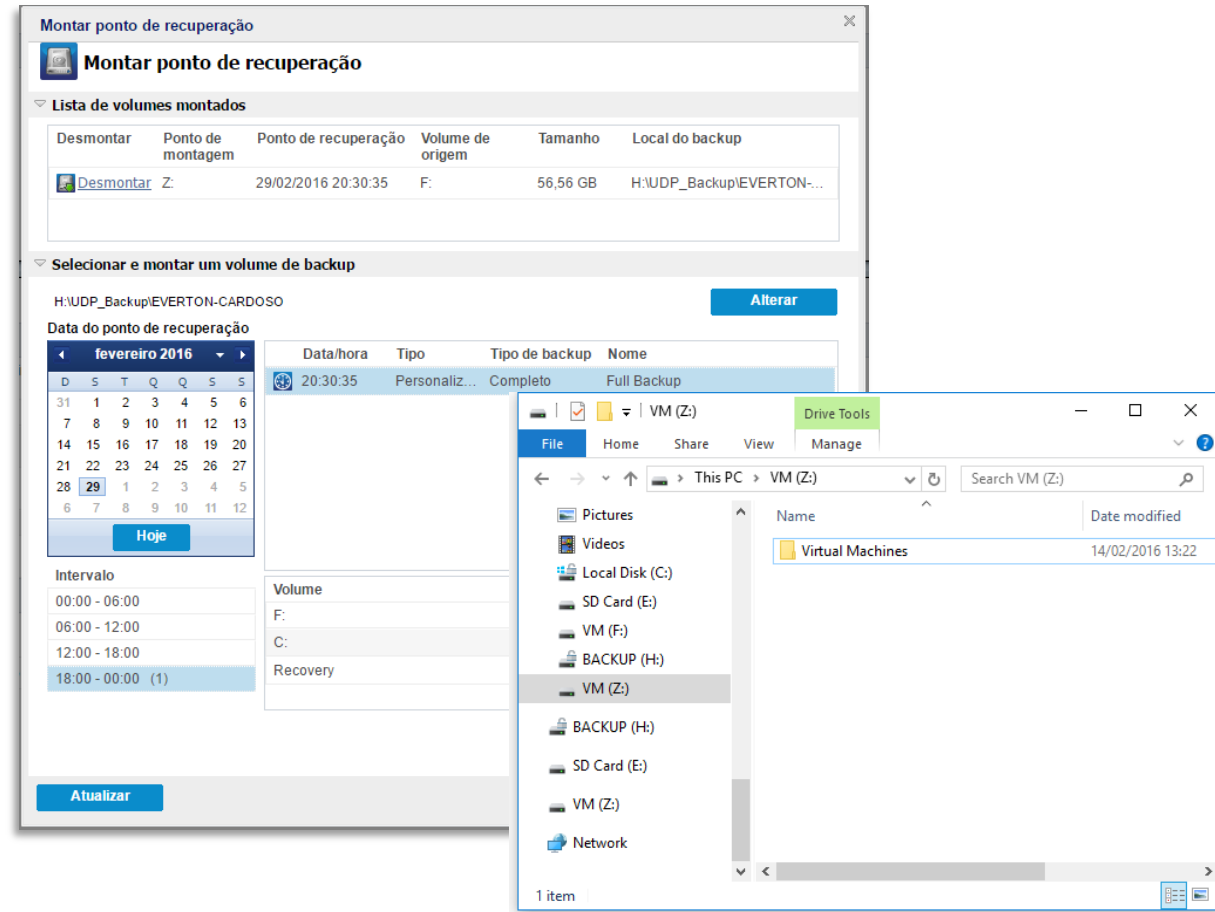 Montar ponto de recuperação
Montar ponto de recuperação
Lista de volumes montados
Desmontar Ponto de montagem Ponto de recuperação Volume de origem Tamanho Local do backup
Desmontar Z: 29/02/2016 20:30:35 F: 56,56 GB H:\UDP_Backup\EVERTON-...
Selecionar e montar um volume de backup
H:\UDP_Backup\EVERTON-CARDOSO Alterar
Data do ponto de recuperação
fevereiro 2016
D S T Q Q S S
31 1 2 3 4 5 6
7 8 9 10 11 12 13
14 15 16 17 18 19 20
21 22 23 24 25 26 27
28 29 1 2 3 4 5
6 7 8 9 10 11 12
Hoje
Data/hora Tipo Tipo de backup Nome
20:30:35 Personaliz... Completo Full Backup
Intervalo
00:00 - 06:00
06:00 - 12:00
12:00 - 18:00
18:00 - 00:00 (1)
Volume
F:
C:
Recovery
Atualizar
VM (Z:) Drive Tools
File Home Share View Manage
This PC > VM (Z:) Search VM (Z:)
Pictures
Videos
Local Disk (C:)
SD Card (E:)
VM (F:)
BACKUP (H:)
VM (Z:)
BACKUP (H:)
SD Card (E:)
VM (Z:)
Network
Name Date modified
Virtual Machines 14/02/2016 13:22
1 item